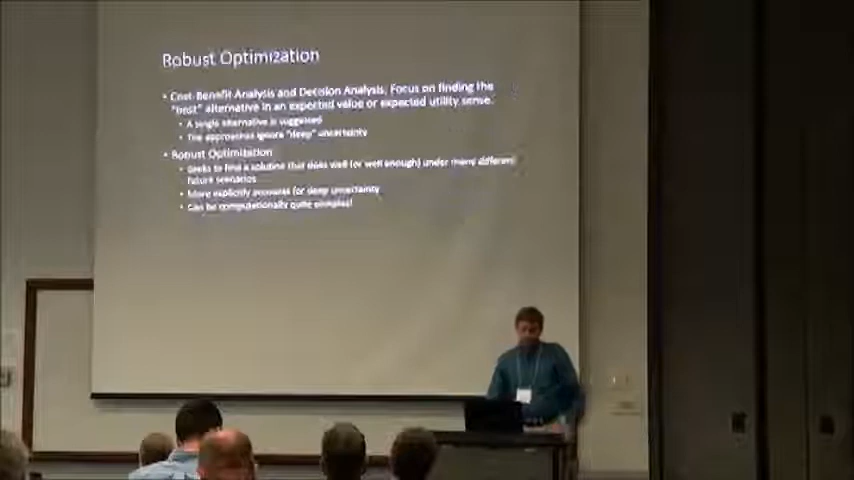 Robust Optimization
• Cost-Benefit Analysis and Decision Analysis, Focus on finding the
"best" alternative in an expected value or expected utility sense.
• A single alternative is suggested
• The approaches ignore "deep" uncertainty
• Robust Optimization
• Seeks to find a solution that does well (or well enough) under many different
future scenarios
• More explicitly accounts for deep uncertainty
• Can be computationally quite complex!